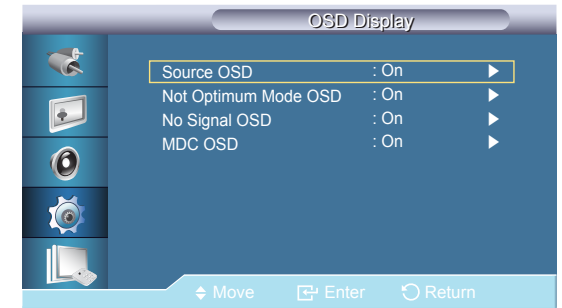 OSD Display
Source OSD : On
Not Optimum Mode OSD : On
No Signal OSD : On
MDC OSD : On
Move Enter Return